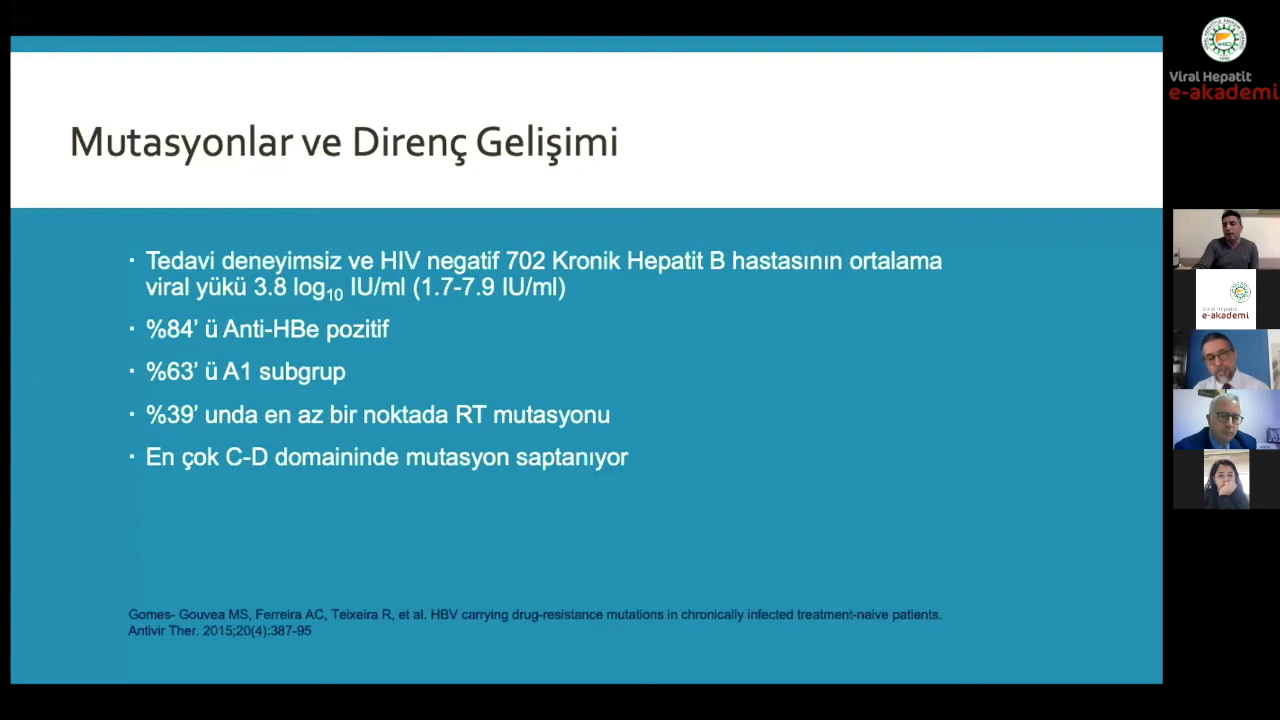 Mutasyonlar ve Direnç Gelişimi
· Tedavi deneyimsiz ve HIV negatif 702 Kronik Hepatit B hastasının ortalama
viral yükü 3.8 log10 IU/ml (1.7-7.9 IU/ml)
· %84’ ü Anti-HBe pozitif
· %63’ ü A1 subgrup
· %39’ unda en az bir noktada RT mutasyonu
· En çok C-D domaininde mutasyon saptanıyor
Gomes- Gouvea MS, Ferreira AC, Teixeira R, et al. HBV carrying drug-resistance mutations in chronically infected treatment-naive patients.
Antivir Ther. 2015;20(4):387-95
Viral Hepatit
e-akademi
Viral Hepatit
e-akademi